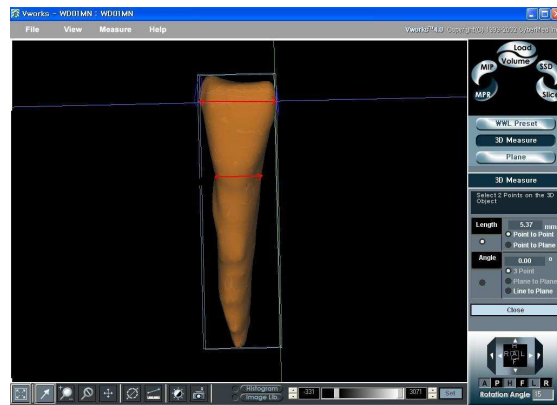 Vworks - WD01MN : WD01MN
File View Measure Help
Vworks™4.0
Load
Volume
MIP
SSD
MPR
Slice
WWL Preset
3D Measure
Plane
3D Measure
Select 2 Points on the 3D
Object
Length 5.37 mm
Point to Point
Point to Plane
Angle 0.00 °
3 Point
Plane to Plane
Line to Plane
Close
H
R A L
F
A P H F L R
Rotation Angle 15
Histogram
Image Lib.
-331 3071 Set